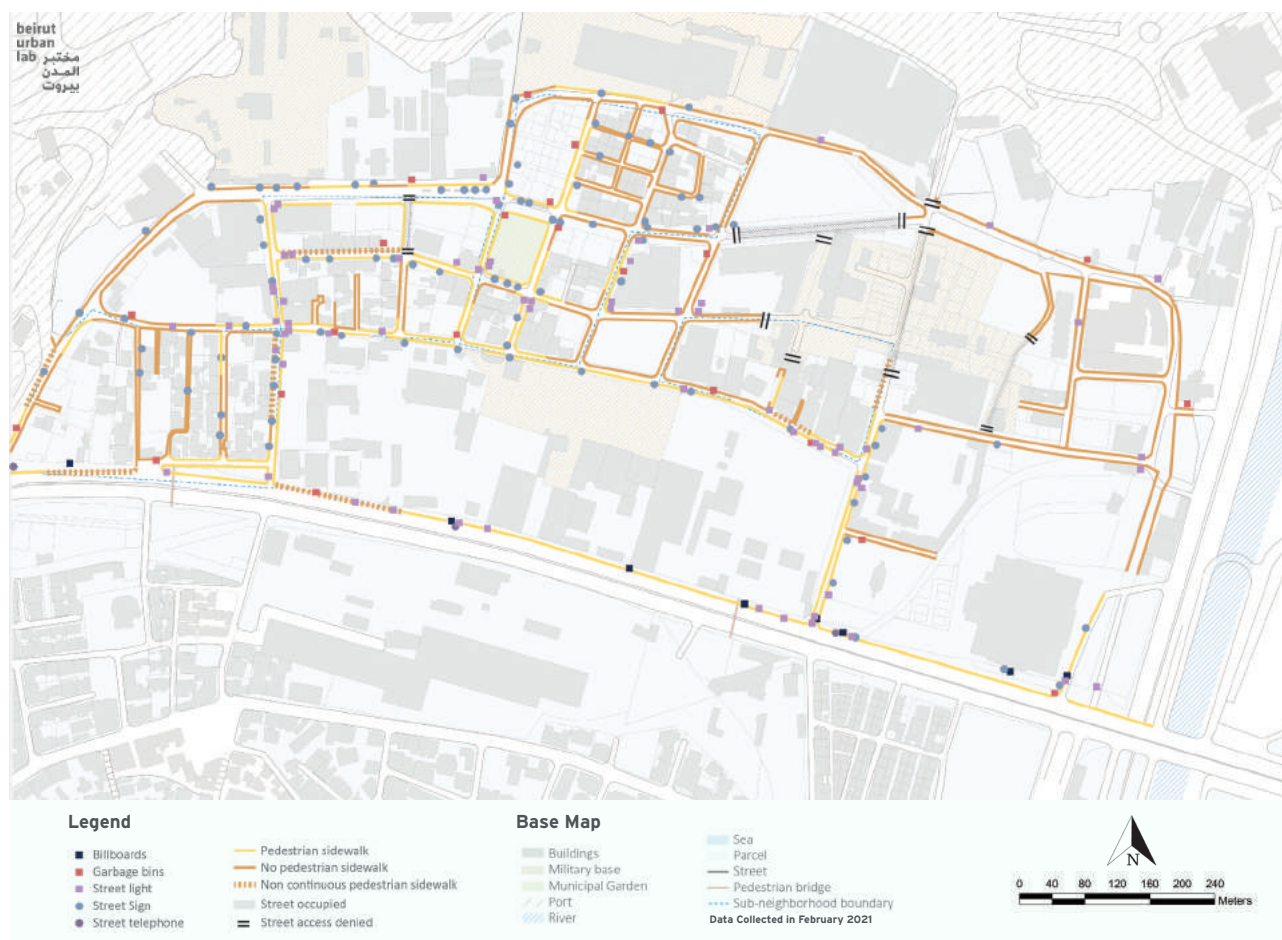 beirut
urban
lab مختبر
المدن
بيروت
Legend
Billboards
Garbage bins
Street light
Street Sign
Street telephone
Pedestrian sidewalk
No pedestrian sidewalk
Non continuous pedestrian sidewalk
Street occupied
Street access denied
Base Map
Buildings
Military base
Municipal Garden
Port
River
Sea
Parcel
Street
Pedestrian bridge
Sub-neighborhood boundary
Data Collected in February 2021
N
0 40 80 120 160 200 240
Meters